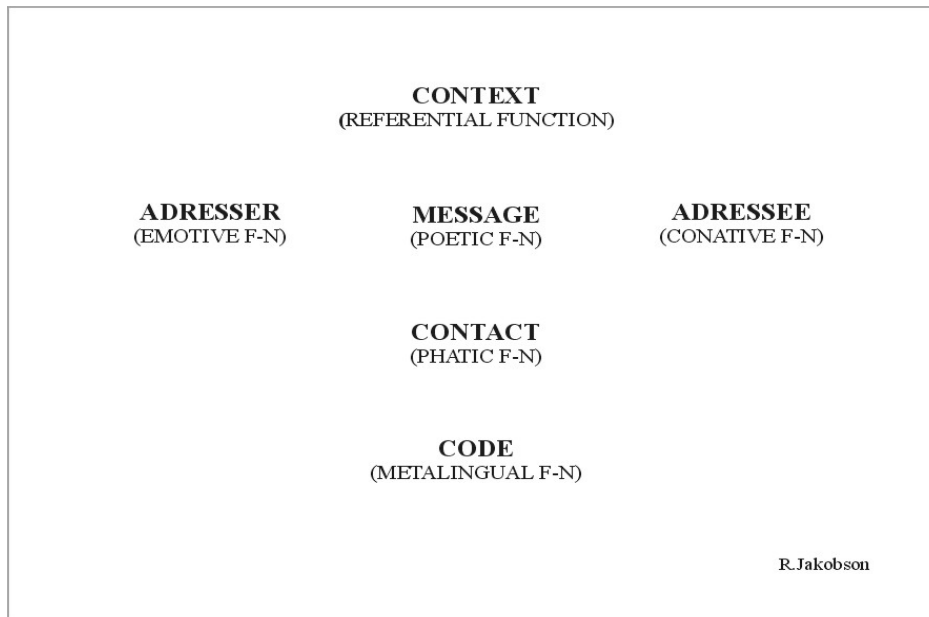 CONTEXT
(REFERENTIAL FUNCTION)
ADRESSER
(EMOTIVE F-N)
MESSAGE
(POETIC F-N)
ADRESSEE
(CONATIVE F-N)
CONTACT
(PHATIC F-N)
CODE
(METALINGUAL F-N)
R.Jakobson